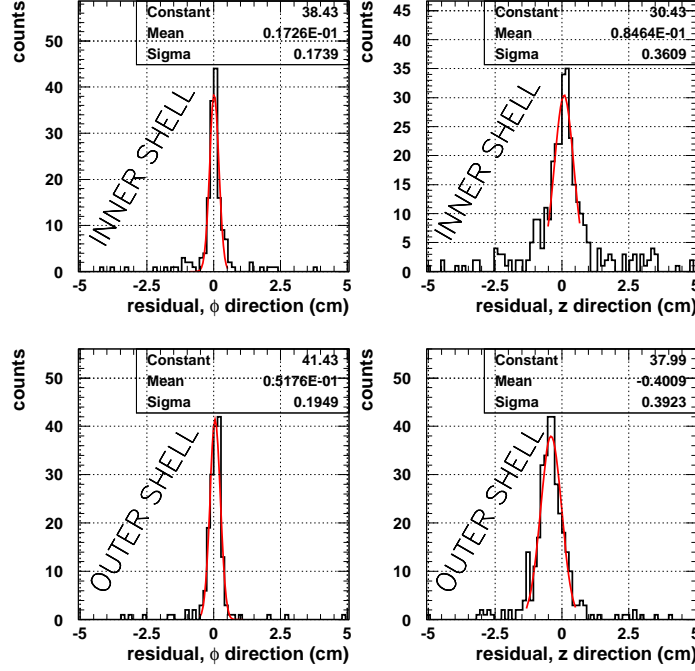 counts
Constant 38.43
Mean 0.1726E-01
Sigma 0.1739
INNER SHELL
50
40
30
20
10
0
-5 -2.5 0 2.5 5
residual, ϕ direction (cm)
counts
Constant 30.43
Mean 0.8464E-01
Sigma 0.3609
INNER SHELL
45
40
35
30
25
20
15
10
5
0
-5 -2.5 0 2.5 5
residual, z direction (cm)
counts
Constant 41.43
Mean 0.5176E-01
Sigma 0.1949
OUTER SHELL
50
40
30
20
10
0
-5 -2.5 0 2.5 5
residual, ϕ direction (cm)
counts
Constant 37.99
Mean -0.4009
Sigma 0.3923
OUTER SHELL
50
40
30
20
10
0
-5 -2.5 0 2.5 5
residual, z direction (cm)